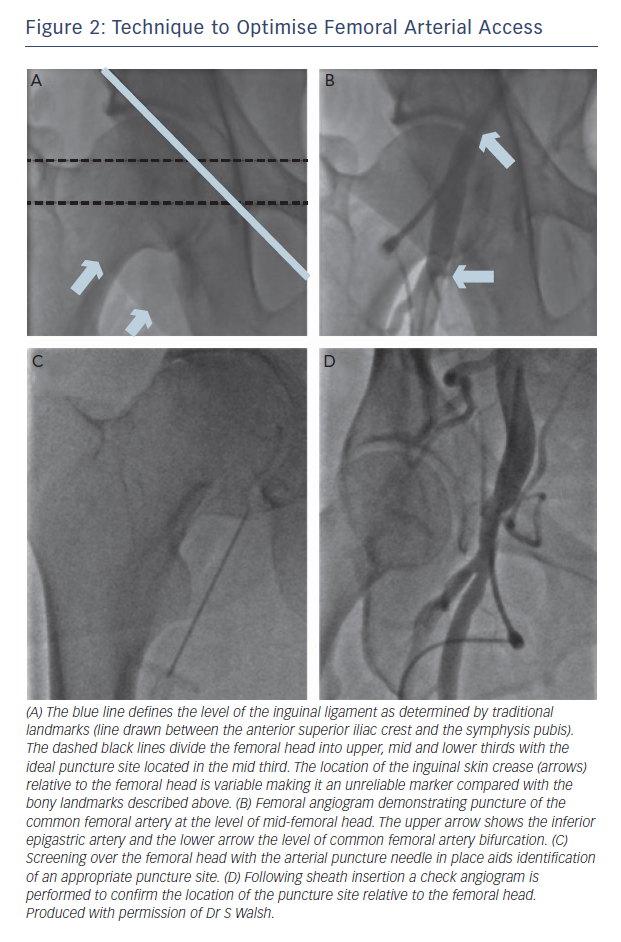 Figure 2: Technique to Optimise Femoral Arterial Access
A
B
C
D
(A) The blue line defines the level of the inguinal ligament as determined by traditional
landmarks (line drawn between the anterior superior iliac crest and the symphysis pubis).
The dashed black lines divide the femoral head into upper, mid and lower thirds with the
ideal puncture site located in the mid third. The location of the inguinal skin crease (arrows)
relative to the femoral head is variable making it an unreliable marker compared with the
bony landmarks described above. (B) Femoral angiogram demonstrating puncture of the
common femoral artery at the level of mid-femoral head. The upper arrow shows the inferior
epigastric artery and the lower arrow the level of common femoral artery bifurcation. (C)
Screening over the femoral head with the arterial puncture needle in place aids identification
of an appropriate puncture site. (D) Following sheath insertion a check angiogram is
performed to confirm the location of the puncture site relative to the femoral head.
Produced with permission of Dr S Walsh.